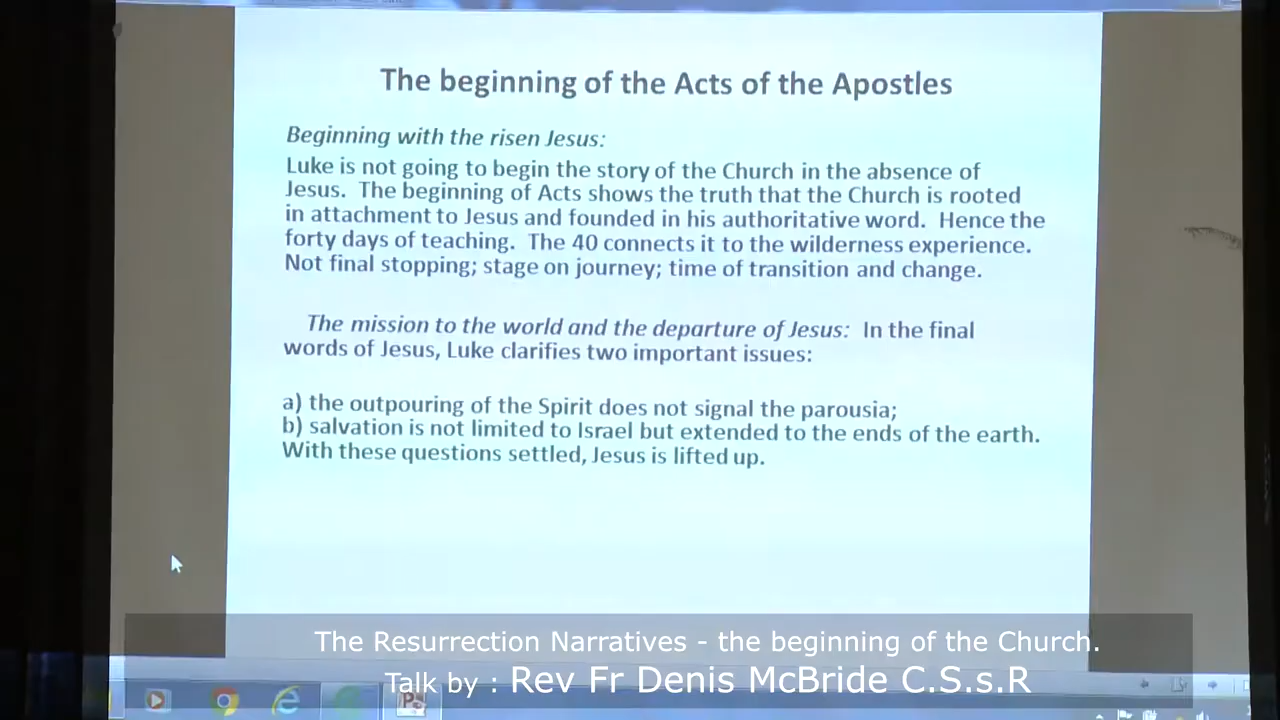 The beginning of the Acts of the Apostles
Beginning with the risen Jesus:
Luke is not going to begin the story of the Church in the absence of
Jesus. The beginning of Acts shows the truth that the Church is rooted
in attachment to Jesus and founded in his authoritative word. Hence the
forty days of teaching. The 40 connects it to the wilderness experience.
Not final stopping; stage on journey; time of transition and change.
The mission to the world and the departure of Jesus: In the final
words of Jesus, Luke clarifies two important issues:
a) the outpouring of the Spirit does not signal the parousia;
b) salvation is not limited to Israel but extended to the ends of the earth.
With these questions settled, Jesus is lifted up.
The Resurrection Narratives - the beginning of the Church.
Talk by : Rev Fr Denis McBride C.S.s.R